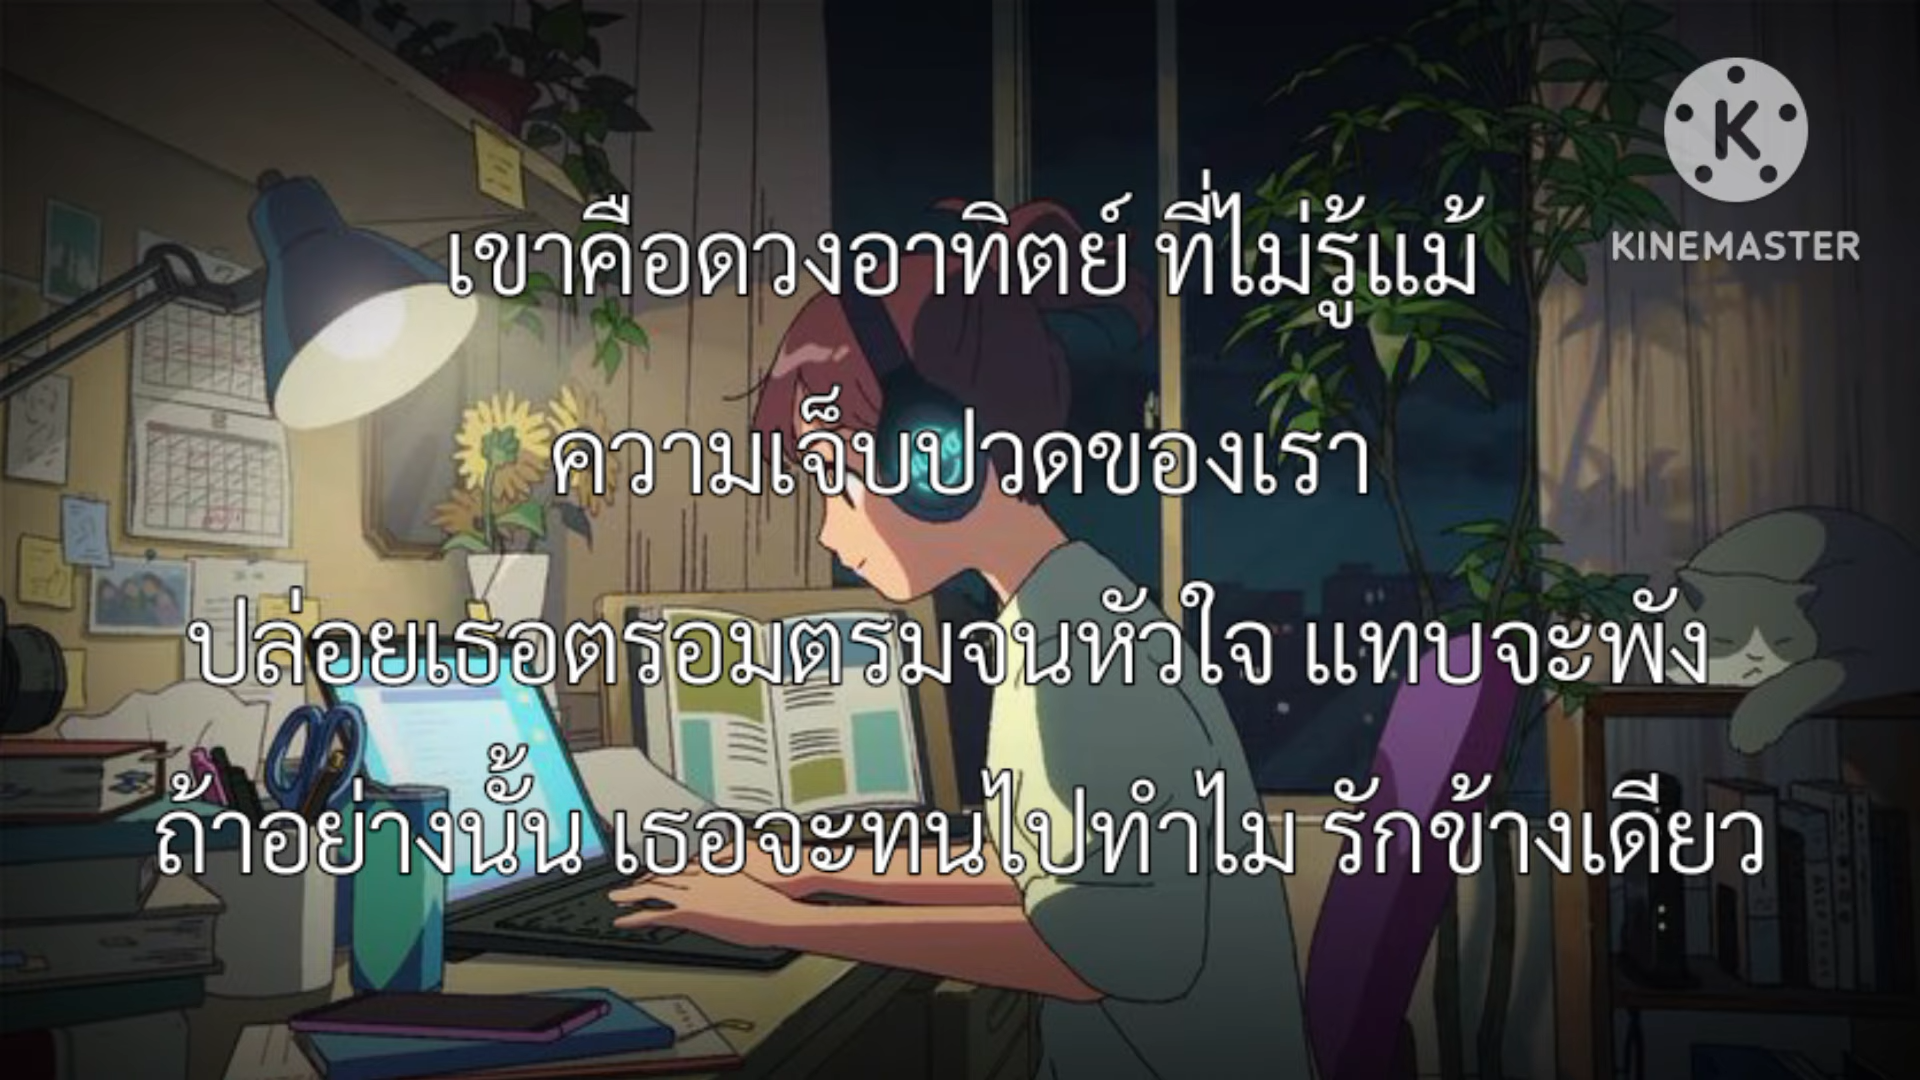 KINEMASTER
เขาคือดวงอาทิตย์ ที่ไม่รู้แม้
ความเจ็บปวดของเรา
ปล่อยเธอตรอมตรมจนหัวใจ แทบจะพัง
ถ้าอย่างนั้น เธอจะทนไปทำไม รักข้างเดียว